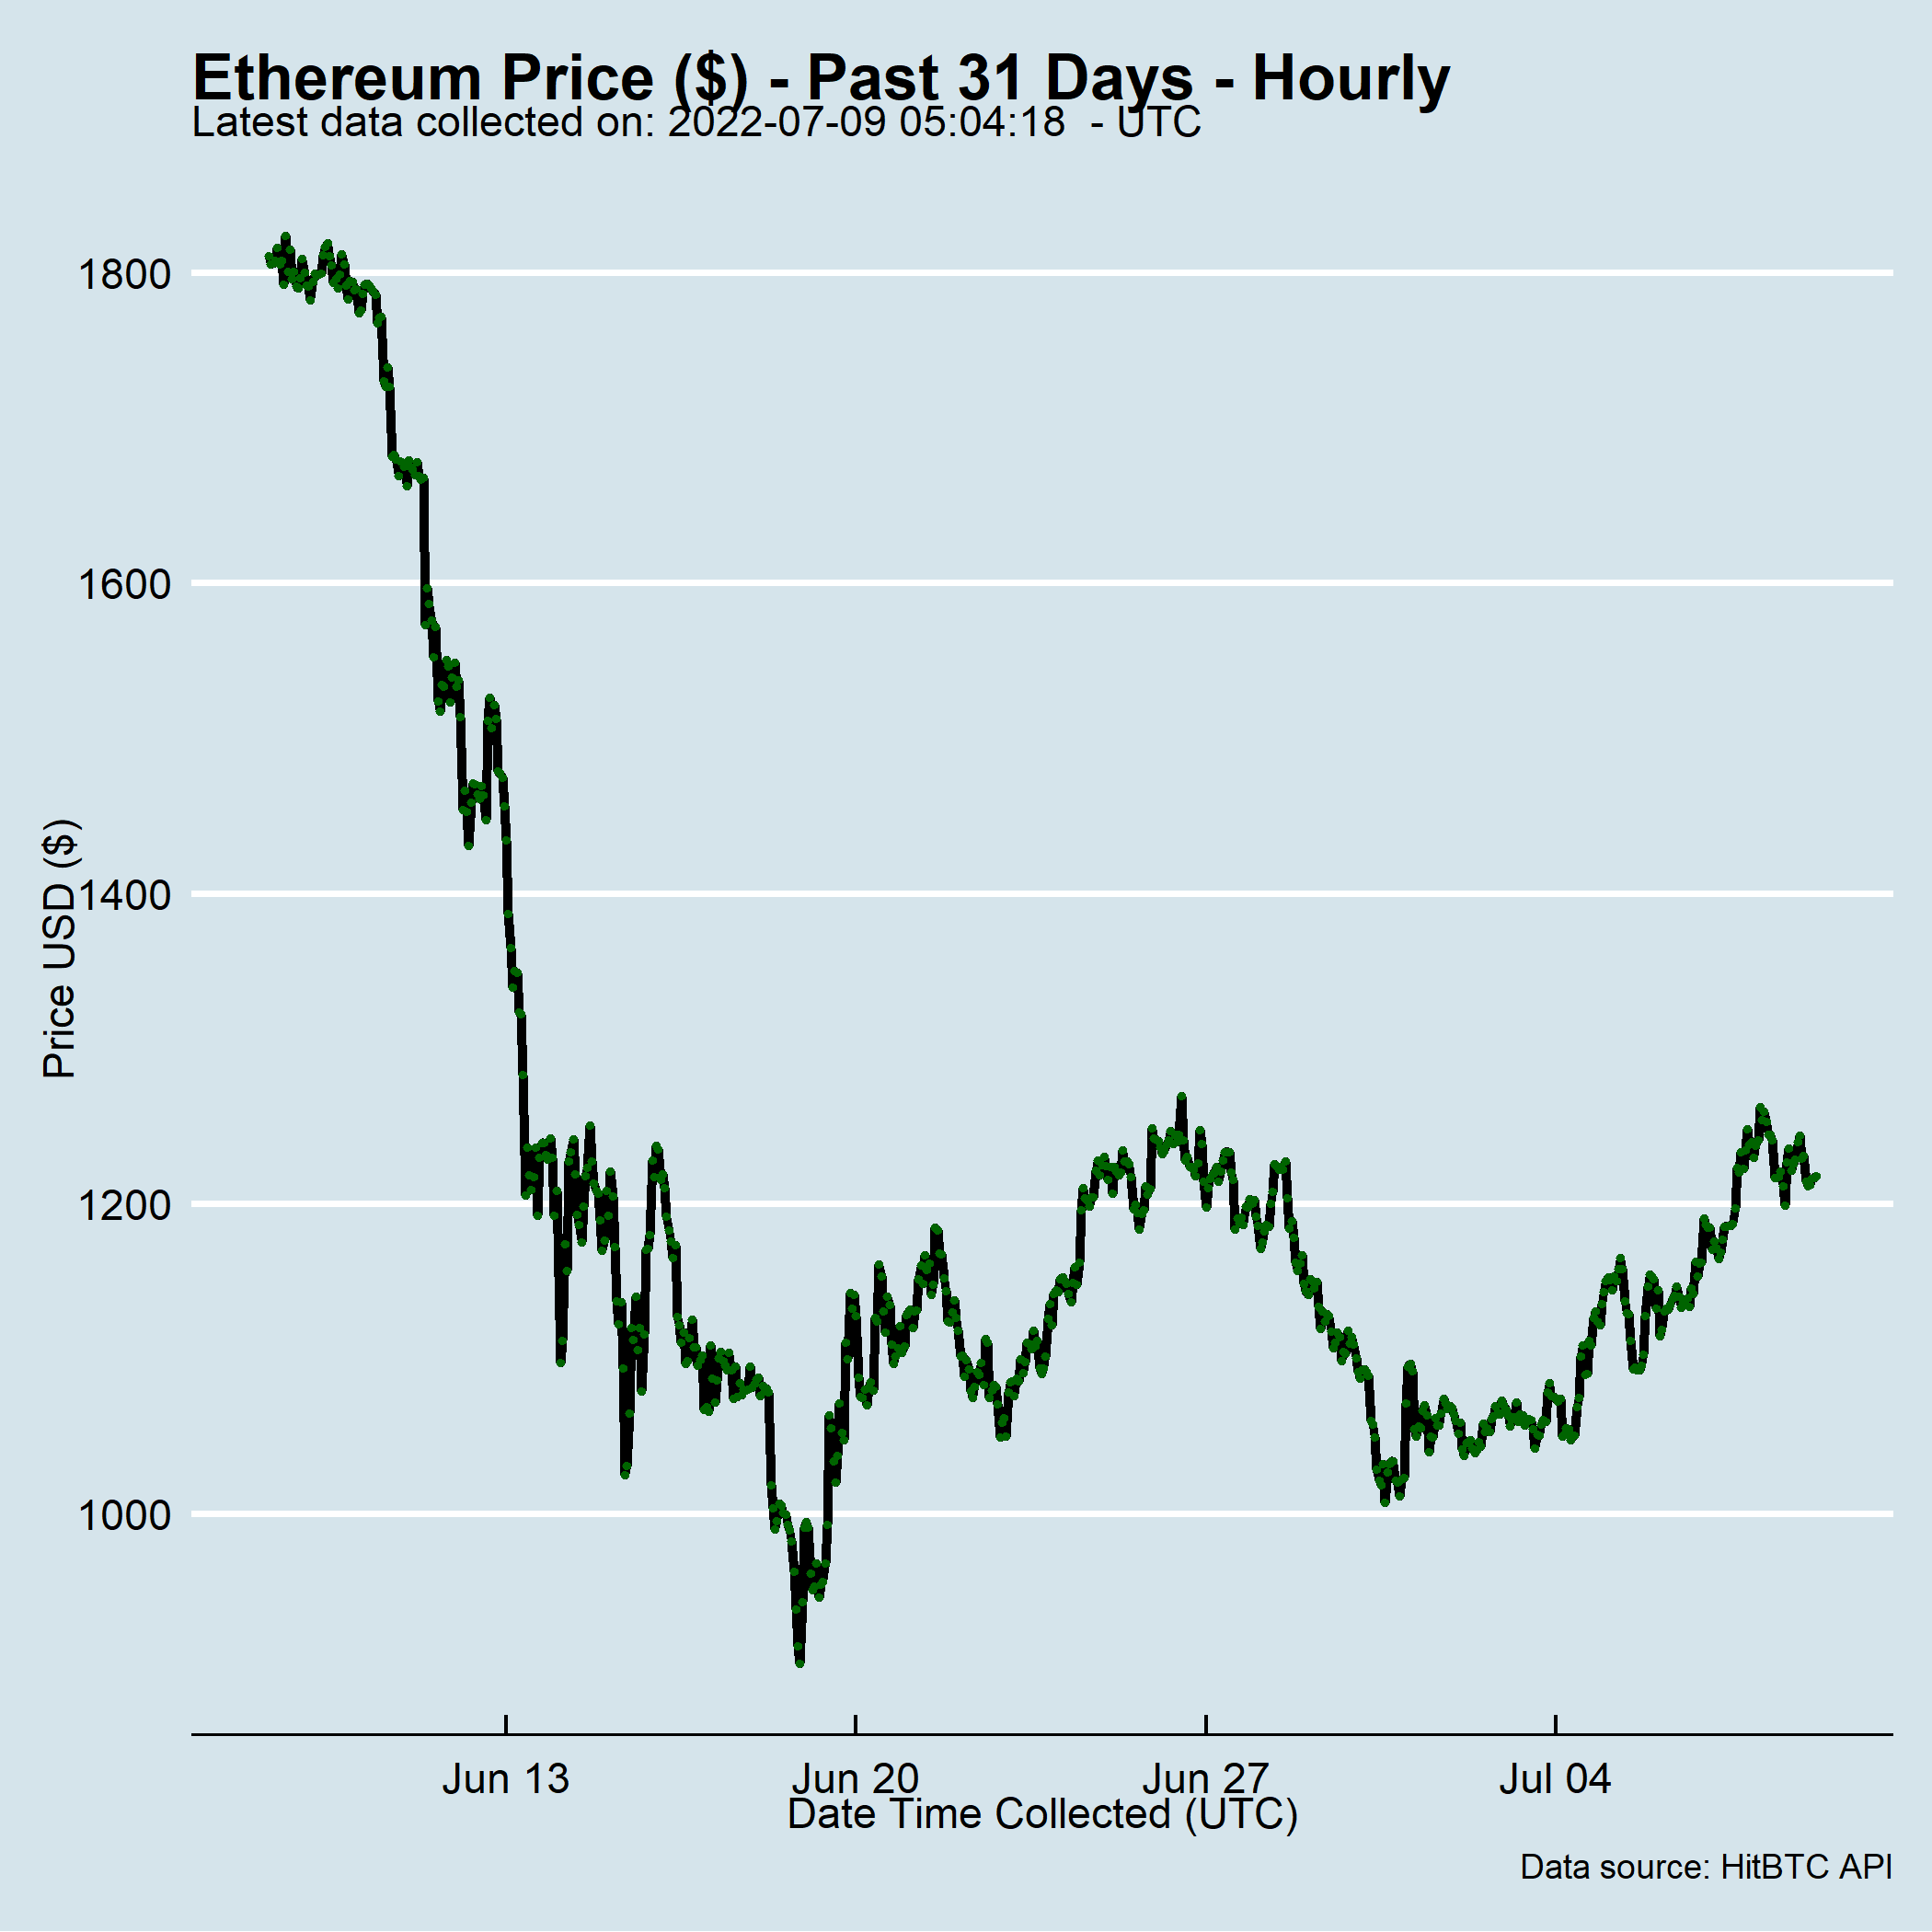 Ethereum Price ($) - Past 31 Days - Hourly
Latest data collected on: 2022-07-09 05:04:18  - UTC
1800
1600
1400
1200
1000
Price USD ($)
Jun 13
Jun 20
Jun 27
Jul 04
Date Time Collected (UTC)
Data source: HitBTC API